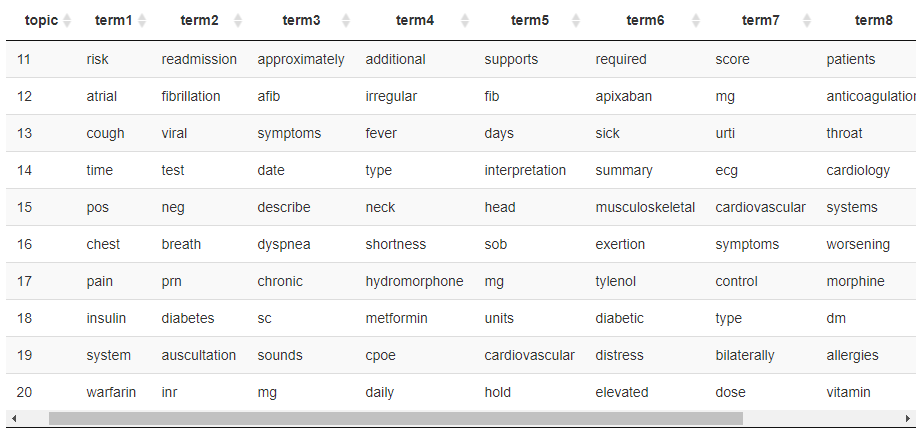 topic term1 term2 term3 term4 term5 term6 term7 term8
11 risk readmission approximately additional supports required score patients
12 atrial fibrillation afib irregular fib apixaban mg anticoagulation
13 cough viral symptoms fever days sick urti throat
14 time test date type interpretation summary ecg cardiology
15 pos neg describe neck head musculoskeletal cardiovascular systems
16 chest breath dyspnea shortness sob exertion symptoms worsening
17 pain prn chronic hydromorphone mg tylenol control morphine
18 insulin diabetes sc metformin units diabetic type dm
19 system auscultation sounds cpoe cardiovascular distress bilaterally allergies
20 warfarin inr mg daily hold elevated dose vitamin